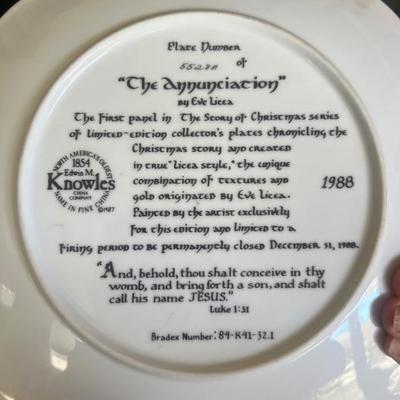 Plate Number
of
"The Annunciation"
by Eve Licea
The first panel in The Story of Christmas series
of limited-edition collector's plates chronicling the
Christmas story and created
in true "Licea style," the unique
combination of textures and
gold originated by Eve Licea.
Painted by the artist exclusively
for this edition and limited to a
firing period to be permanently closed December 31, 1988.
NORTH AMERICA'S OLDEST
1854
Edwin M.
Knowles
CHINA
COMPANY
NAME IN FINE CHINA
©1987
1988
"And, behold, thou shalt conceive in thy
womb, and bring forth a son, and shalt
call his name JESUS."
Luke 1:31
Bradex Number: 84-K41-32.1